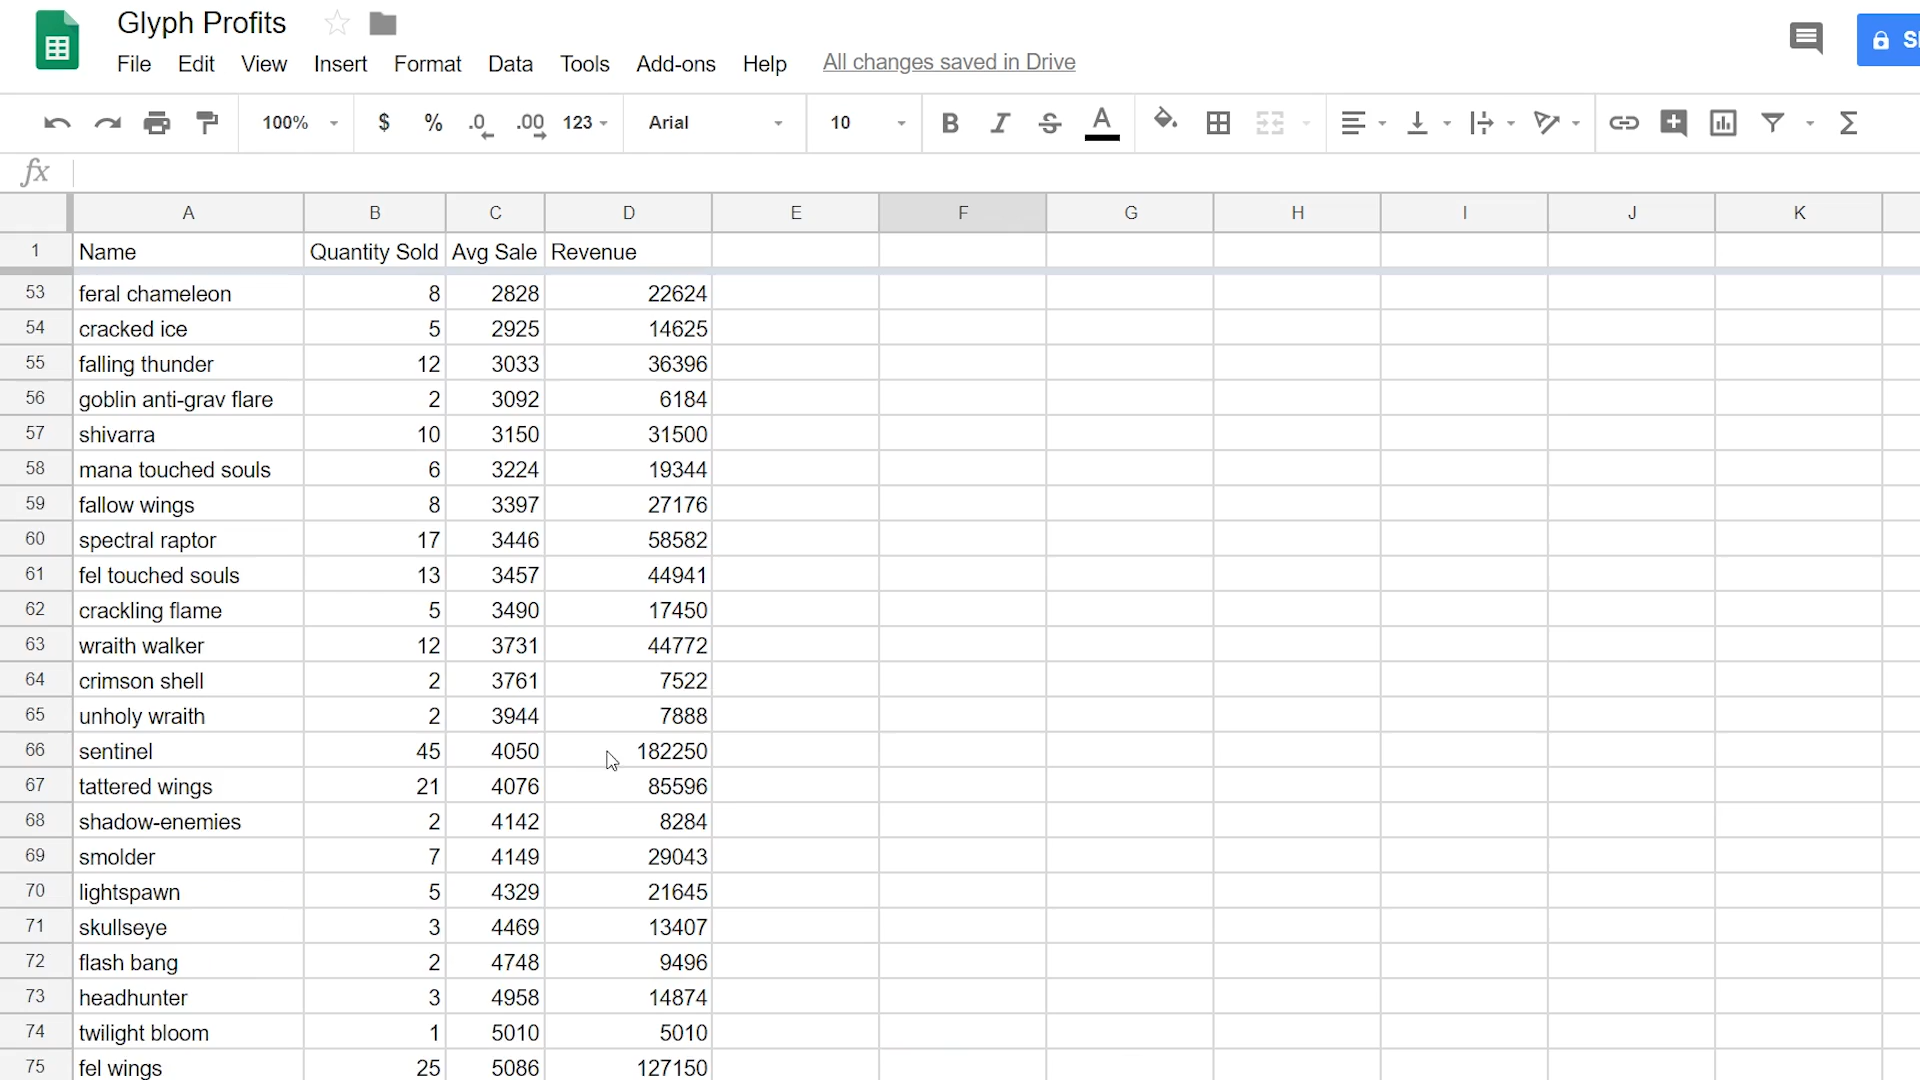 Glyph Profits
File Edit View Insert Format Data Tools Add-ons Help All changes saved in Drive
100% $ % .0 .00 123 Arial 10 B I S A Σ
fx
A B C D E F G H I J K
1 Name Quantity Sold Avg Sale Revenue
53 feral chameleon 8 2828 22624
54 cracked ice 5 2925 14625
55 falling thunder 12 3033 36396
56 goblin anti-grav flare 2 3092 6184
57 shivarra 10 3150 31500
58 mana touched souls 6 3224 19344
59 fallow wings 8 3397 27176
60 spectral raptor 17 3446 58582
61 fel touched souls 13 3457 44941
62 crackling flame 5 3490 17450
63 wraith walker 12 3731 44772
64 crimson shell 2 3761 7522
65 unholy wraith 2 3944 7888
66 sentinel 45 4050 182250
67 tattered wings 21 4076 85596
68 shadow-enemies 2 4142 8284
69 smolder 7 4149 29043
70 lightspawn 5 4329 21645
71 skullseye 3 4469 13407
72 flash bang 2 4748 9496
73 headhunter 3 4958 14874
74 twilight bloom 1 5010 5010
75 fel wings 25 5086 127150